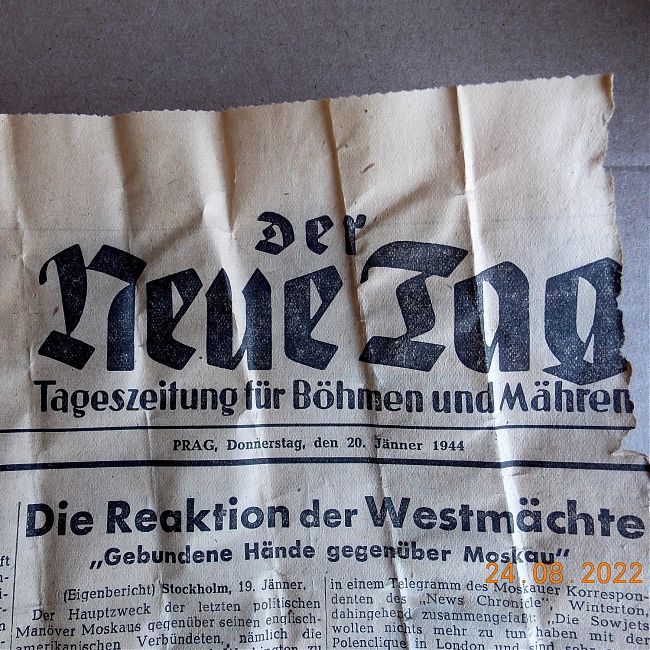 der
Neue Tag
Tageszeitung für Böhmen und Mähren
PRAG, Donnerstag, den 20. Jänner 1944
Die Reaktion der Westmächte
„Gebundene Hände gegenüber Moskau“
(Eigenbericht) Stockholm, 19. Jänner.
Der Hauptzweck der letzten politischen
Manöver Moskaus gegenüber seinen englisch-
amerikanischen Verbündeten, nämlich die
in einem Telegramm des Moskauer Korrespon-
denten des „News Chronicle“, Winterton,
dahingehend zusammengefaßt: „Die Sowjets
wollen nichts mehr zu tun haben mit der
Polenclique in London und sind
24.08.2022